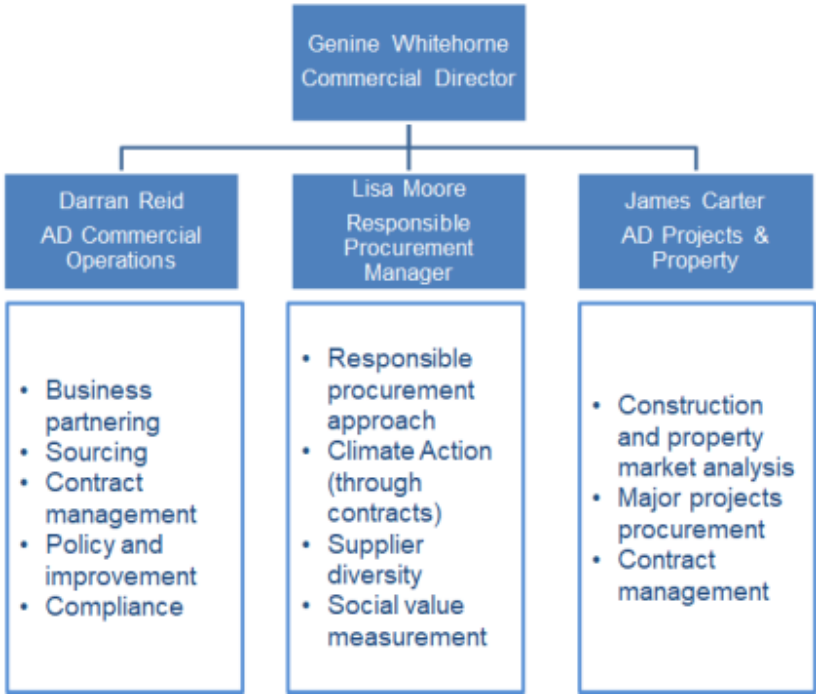 Genine Whitehorne
Commercial Director
Darran Reid
AD Commercial
Operations
Lisa Moore
Responsible
Procurement
Manager
James Carter
AD Projects &
Property
• Business
partnering
• Sourcing
• Contract
management
• Policy and
improvement
• Compliance
• Responsible
procurement
approach
• Climate Action
(through
contracts)
• Supplier
diversity
• Social value
measurement
• Construction
and property
market analysis
• Major projects
procurement
• Contract
management